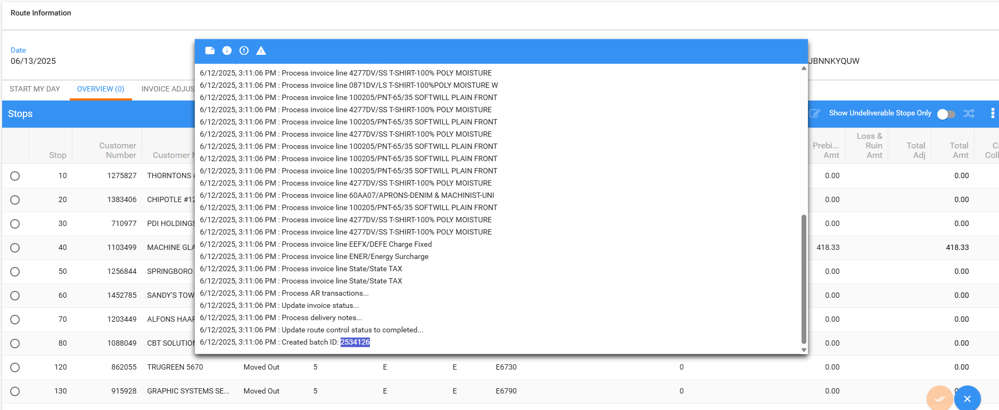 Route Information
Date
06/13/2025
JBNNKYQUW
START MY DAY OVERVIEW (0) INVOICE ADJUS
Stops
Show Undeliverable Stops Only
Stop Customer Number Customer N Prebi... Amt Loss & Ruin Amt Total Adj Total Amt Ca Coll
10 1275827 THORNTONS # 0.00 0.00
20 1383406 CHIPOTLE #12 0.00 0.00
30 710977 PDI HOLDINGS 0.00 0.00
40 1103499 MACHINE GLA 418.33 418.33
50 1256844 SPRINGBORO 0.00 0.00
60 1452785 SANDY'S TOW 0.00 0.00
70 1203449 ALFONS HAAR 0.00 0.00
80 1088049 CBT SOLUTION 0.00 0.00
120 862055 TRUGREEN 5670 Moved Out 5 E E E6730 0 0.00 0.00
130 915928 GRAPHIC SYSTEMS SE... Moved Out 5 E E E6790 0 0.00
6/12/2025, 3:11:06 PM : Process invoice line 4277DV/SS T-SHIRT-100% POLY MOISTURE
6/12/2025, 3:11:06 PM : Process invoice line 0871DV/LS T-SHIRT-100%POLY MOISTURE W
6/12/2025, 3:11:06 PM : Process invoice line 100205/PNT-65/35 SOFTWILL PLAIN FRONT
6/12/2025, 3:11:06 PM : Process invoice line 4277DV/SS T-SHIRT-100% POLY MOISTURE
6/12/2025, 3:11:06 PM : Process invoice line 100205/PNT-65/35 SOFTWILL PLAIN FRONT
6/12/2025, 3:11:06 PM : Process invoice line 4277DV/SS T-SHIRT-100% POLY MOISTURE
6/12/2025, 3:11:06 PM : Process invoice line 100205/PNT-65/35 SOFTWILL PLAIN FRONT
6/12/2025, 3:11:06 PM : Process invoice line 100205/PNT-65/35 SOFTWILL PLAIN FRONT
6/12/2025, 3:11:06 PM : Process invoice line 100205/PNT-65/35 SOFTWILL PLAIN FRONT
6/12/2025, 3:11:06 PM : Process invoice line 4277DV/SS T-SHIRT-100% POLY MOISTURE
6/12/2025, 3:11:06 PM : Process invoice line 60AA07/APRONS-DENIM & MACHINIST-UNI
6/12/2025, 3:11:06 PM : Process invoice line 100205/PNT-65/35 SOFTWILL PLAIN FRONT
6/12/2025, 3:11:06 PM : Process invoice line 4277DV/SS T-SHIRT-100% POLY MOISTURE
6/12/2025, 3:11:06 PM : Process invoice line 4277DV/SS T-SHIRT-100% POLY MOISTURE
6/12/2025, 3:11:06 PM : Process invoice line EEFX/DEFE Charge Fixed
6/12/2025, 3:11:06 PM : Process invoice line ENER/Energy Surcharge
6/12/2025, 3:11:06 PM : Process invoice line State/State TAX
6/12/2025, 3:11:06 PM : Process invoice line State/State TAX
6/12/2025, 3:11:06 PM : Process AR transactions...
6/12/2025, 3:11:06 PM : Update invoice status...
6/12/2025, 3:11:06 PM : Process delivery notes...
6/12/2025, 3:11:06 PM : Update route control status to completed...
6/12/2025, 3:11:06 PM : Created batch ID: 2534126